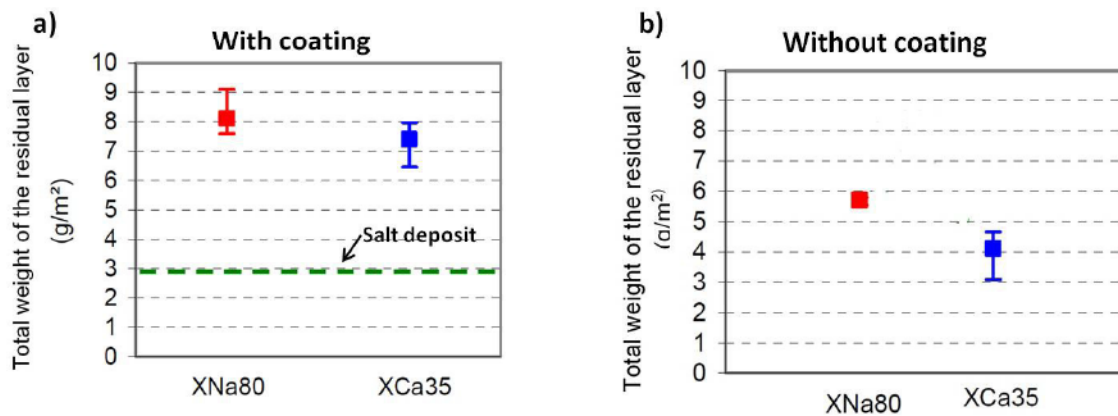 a)
With coating
Total weight of the residual layer
(g/m²)
10
9
8
7
6
5
4
3
2
1
0
Salt deposit
XNa80
XCa35
b)
Without coating
Total weight of the residual layer
(g/m²)
10
9
8
7
6
5
4
3
2
1
0
XNa80
XCa35